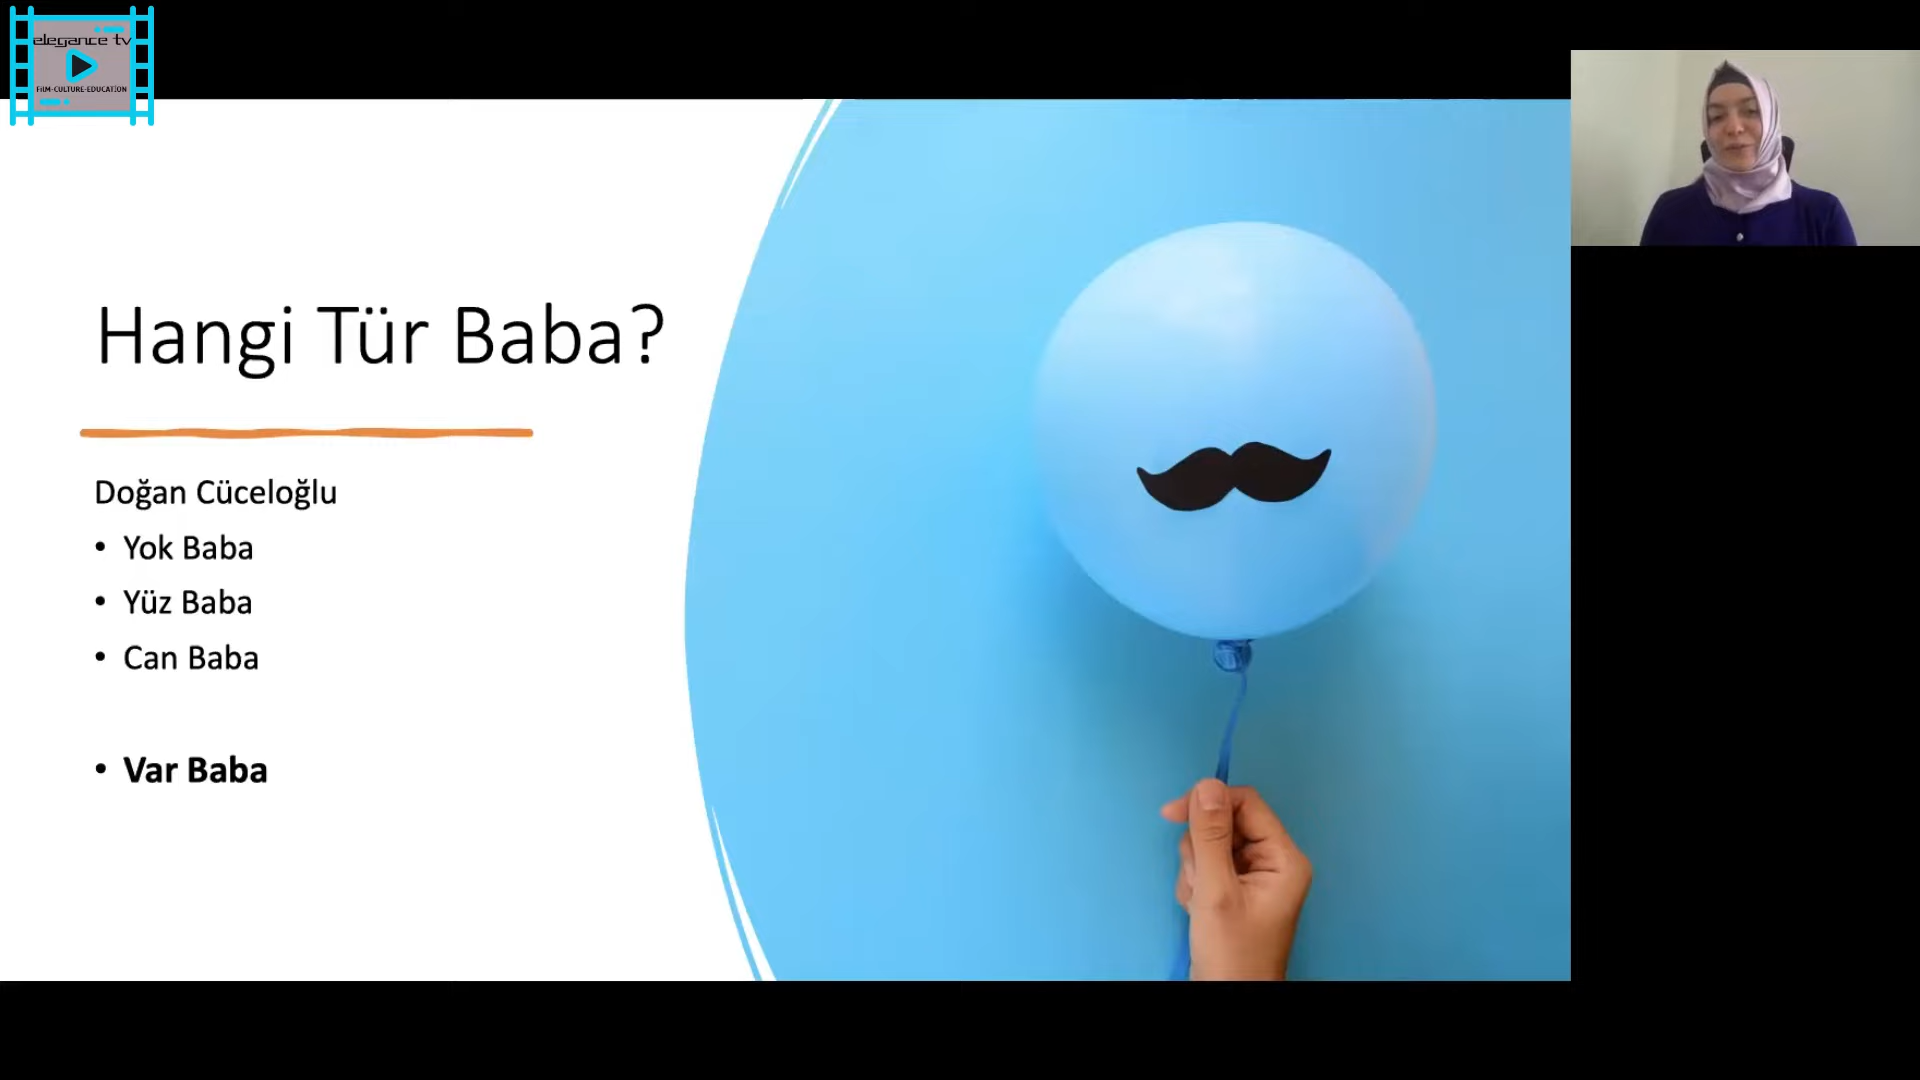 elegance tv
FILM-CULTURE-EDUCATION
Hangi Tür Baba?
Doğan Cüceloğlu
• Yok Baba
• Yüz Baba
• Can Baba
• Var Baba